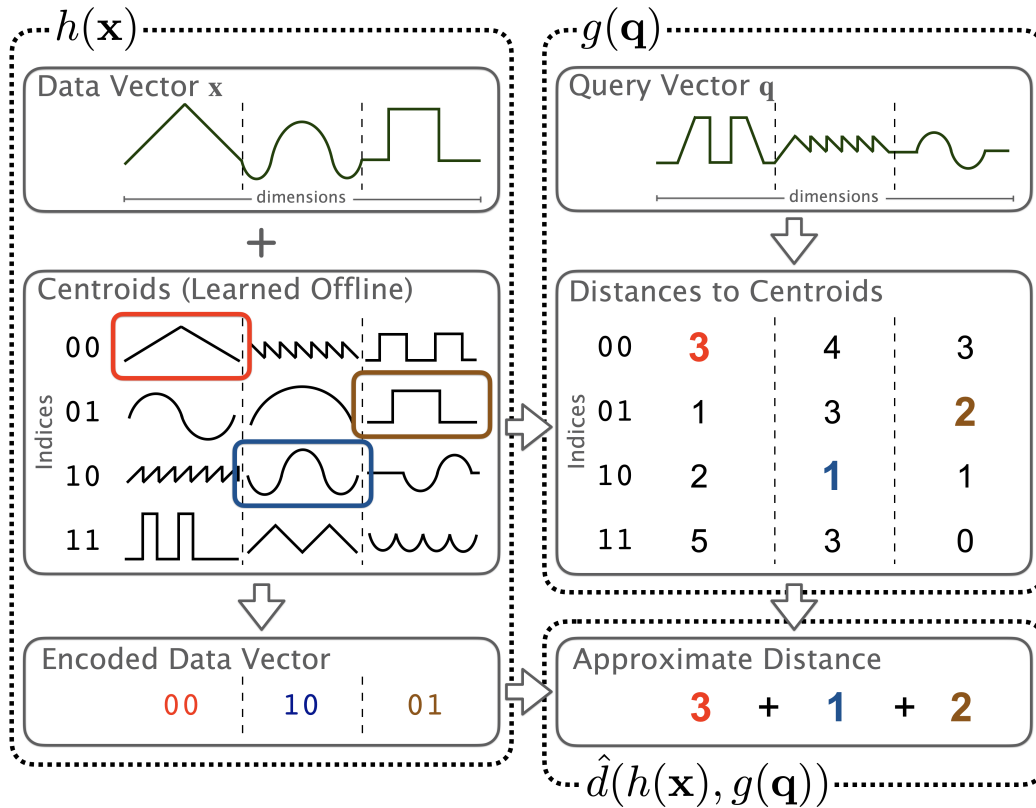 h(x)
Data Vector x
dimensions
+
Centroids (Learned Offline)
Indices
00
01
10
11
Encoded Data Vector
00 10 01
g(q)
Query Vector q
dimensions
Distances to Centroids
Indices
00 3 4 3
01 1 3 2
10 2 1 1
11 5 3 0
Approximate Distance
3 + 1 + 2
d̂(h(x), g(q))